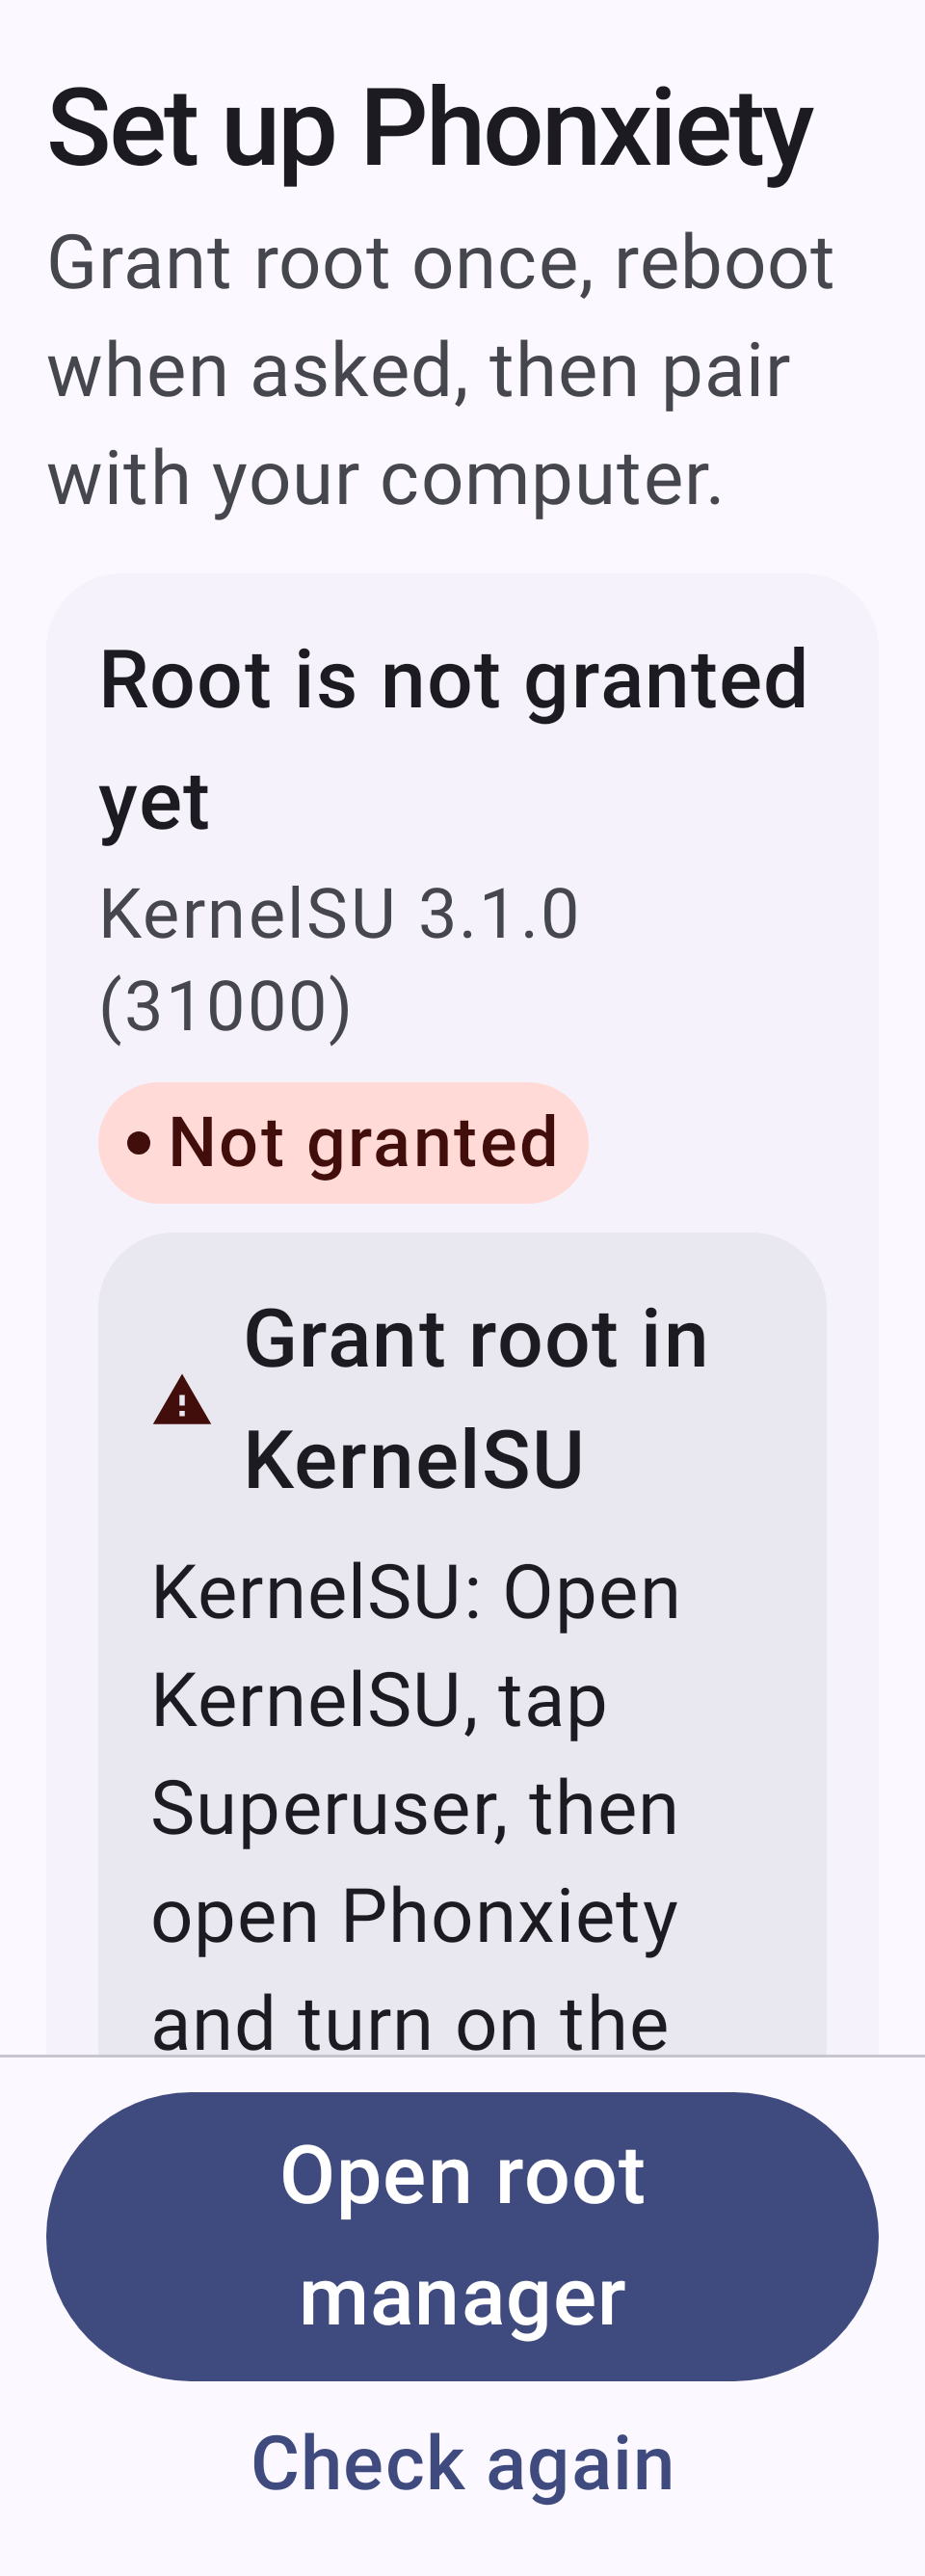 Set up Phonxiety
Grant root once, reboot
when asked, then pair
with your computer.
Root is not granted
yet
KernelSU 3.1.0
(31000)
Not granted
Grant root in
KernelSU
KernelSU: Open
KernelSU, tap
Superuser, then
open Phonxiety
and turn on the
Open root
manager
Check again